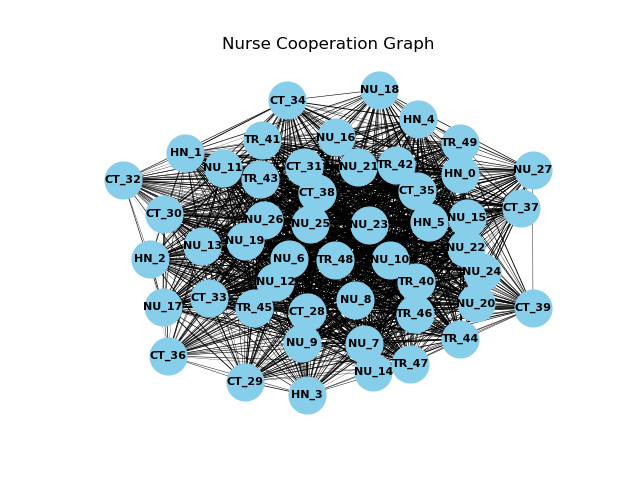 Nurse Cooperation Graph
NU_18
CT_34
HN_4
NU_16
TR_41
TR_49
HN_1
NU_11
CT_31
NU_21
TR_42
NU_27
HN_0
CT_32
TR_43
CT_38
CT_35
CT_37
CT_30
NU_26
NU_25
NU_23
HN_5
NU_15
NU_13
NU_19
NU_22
HN_2
NU_6
TR_48
NU_10
NU_24
NU_12
TR_40
NU_17
CT_33
TR_45
CT_28
NU_8
TR_46
NU_20
CT_39
NU_9
NU_7
TR_44
CT_36
TR_47
NU_14
CT_29
HN_3